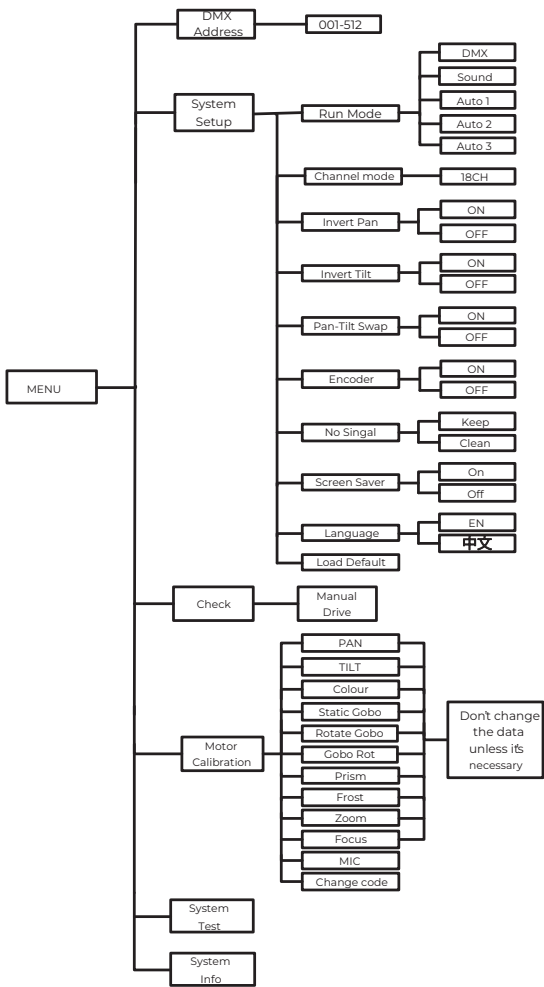 DMX
Address
001-512
System
Setup
Run Mode
DMX
Sound
Auto 1
Auto 2
Auto 3
Channel mode
18CH
Invert Pan
ON
OFF
Invert Tilt
ON
OFF
Pan-Tilt Swap
ON
OFF
MENU
Encoder
ON
OFF
No Singal
Keep
Clean
Screen Saver
On
Off
Language
EN
中文
Load Default
Check
Manual
Drive
Motor
Calibration
PAN
TILT
Colour
Static Gobo
Rotate Gobo
Gobo Rot
Prism
Frost
Zoom
Focus
MIC
Change code
Don't change
the data
unless it's
necessary
System
Test
System
Info